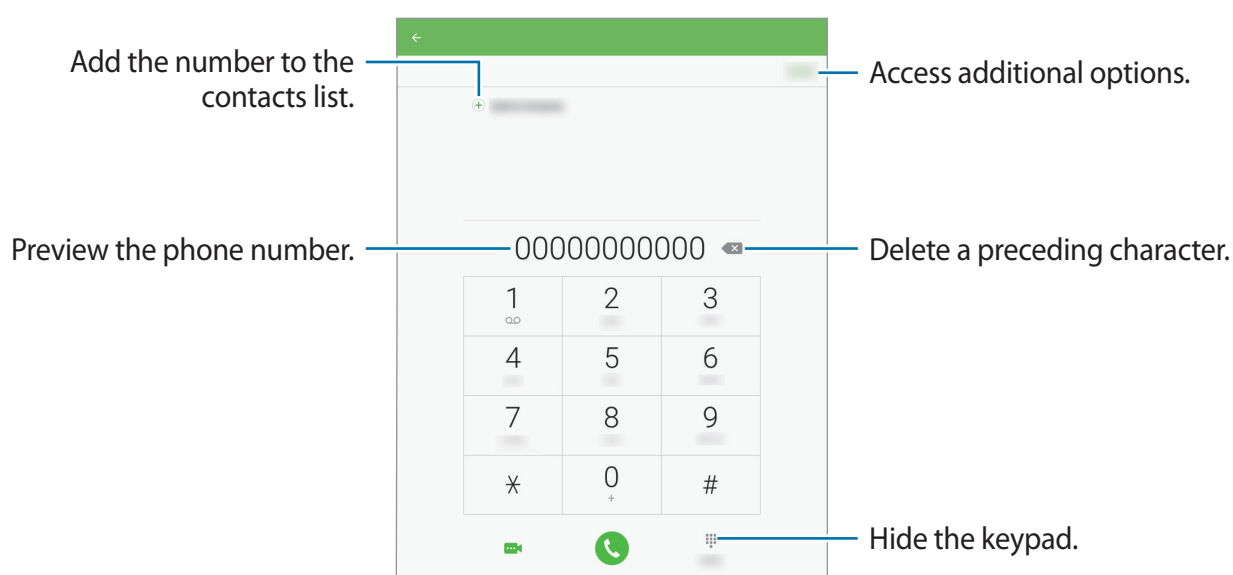 Add the number to the
contacts list.
Access additional options.
Preview the phone number.
00000000000
Delete a preceding character.
1 2 3
4 5 6
7 8 9
* 0 #
+
Hide the keypad.